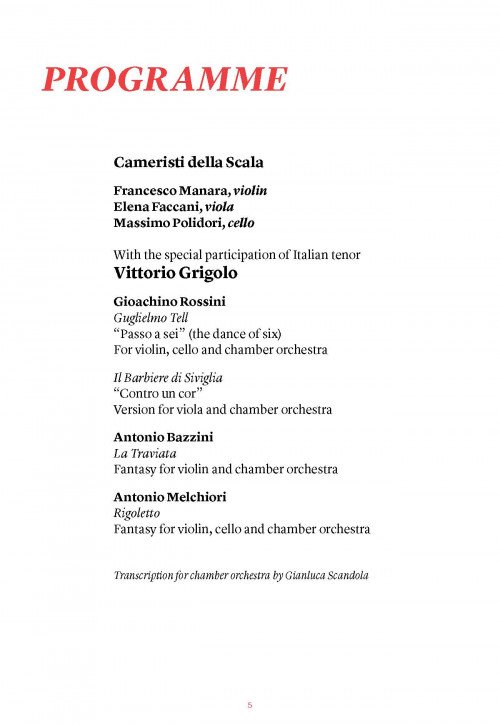 PROGRAMME
Cameristi della Scala
Francesco Manara, violin
Elena Faccani, viola
Massimo Polidori, cello
With the special participation of Italian tenor
Vittorio Grigolo
Gioachino Rossini
Guglielmo Tell
“Passo a sei” (the dance of six)
For violin, cello and chamber orchestra
Il Barbiere di Siviglia
“Contro un cor”
Version for viola and chamber orchestra
Antonio Bazzini
La Traviata
Fantasy for violin and chamber orchestra
Antonio Melchiori
Rigoletto
Fantasy for violin, cello and chamber orchestra
Transcription for chamber orchestra by Gianluca Scandola
5